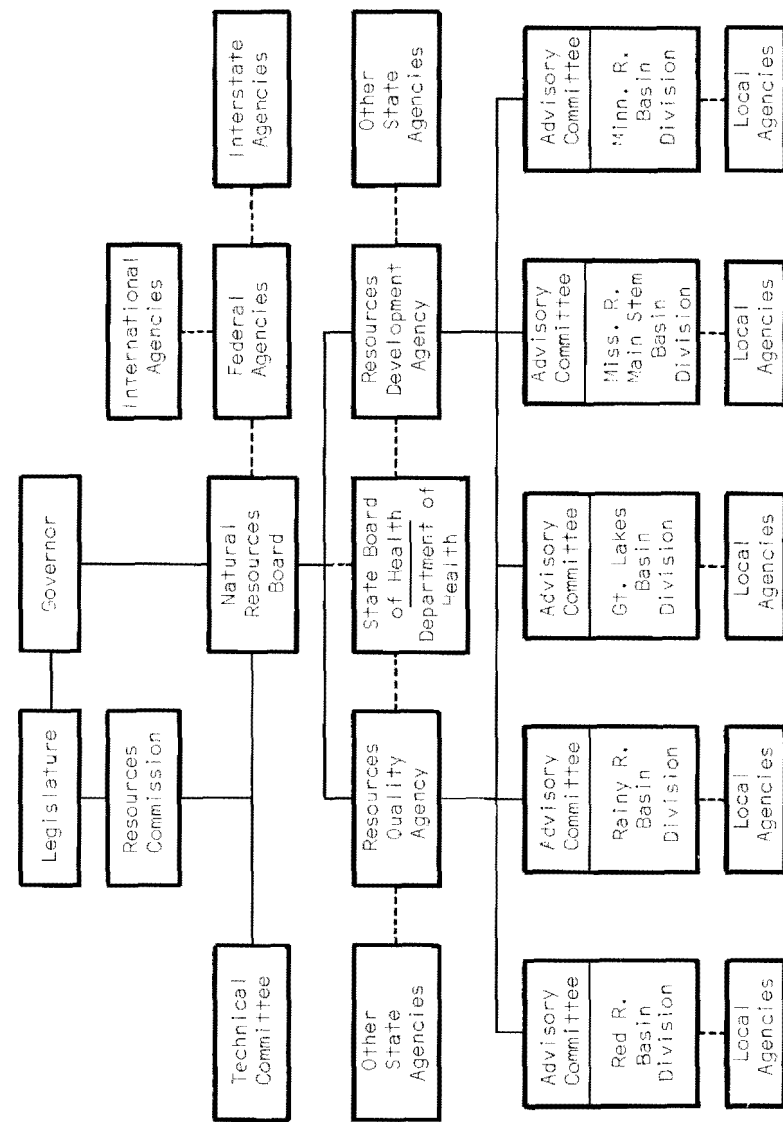 Legislature
Governor
Resources
Commission
International
Agencies
Technical
Committee
Natural
Resources
Board
Federal
Agencies
Interstate
Agencies
Other
State
Agencies
Resources
Quality
Agency
State Board
of Health
Department of
Health
Resources
Development
Agency
Other
State
Agencies
Advisory
Committee
Red R.
Basin
Division
Advisory
Committee
Rainy R.
Basin
Division
Advisory
Committee
Gt. Lakes
Basin
Division
Advisory
Committee
Miss. R.
Main Stem
Basin
Division
Advisory
Committee
Minn. R.
Basin
Division
Local
Agencies
Local
Agencies
Local
Agencies
Local
Agencies
Local
Agencies